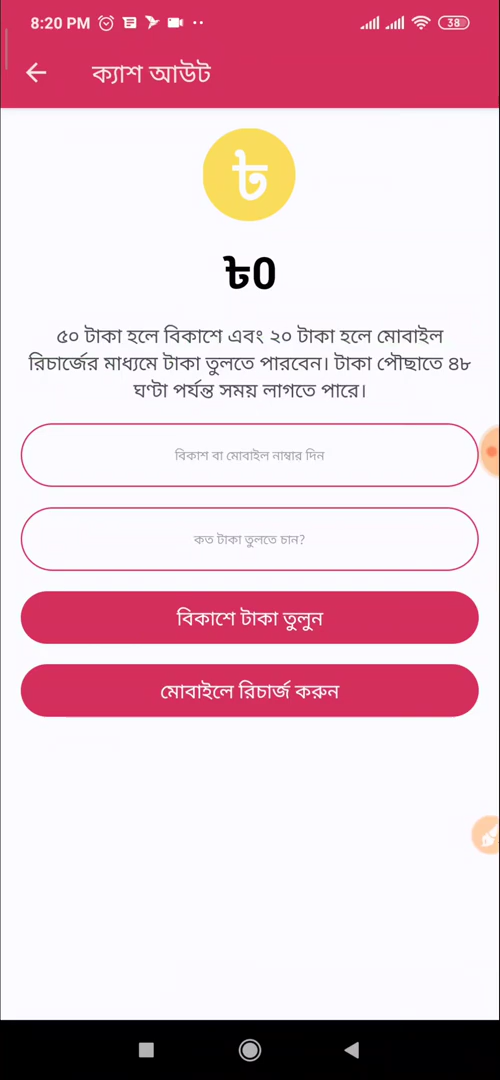 8:20 PM
38
ক্যাশ আউট
৳
৳0
৫০ টাকা হলে বিকাশে এবং ২০ টাকা হলে মোবাইল
রিচার্জের মাধ্যমে টাকা তুলতে পারবেন। টাকা পৌছাতে ৪৮
ঘণ্টা পর্যন্ত সময় লাগতে পারে।
বিকাশ বা মোবাইল নাম্বার দিন
কত টাকা তুলতে চান?
বিকাশে টাকা তুলুন
মোবাইলে রিচার্জ করুন